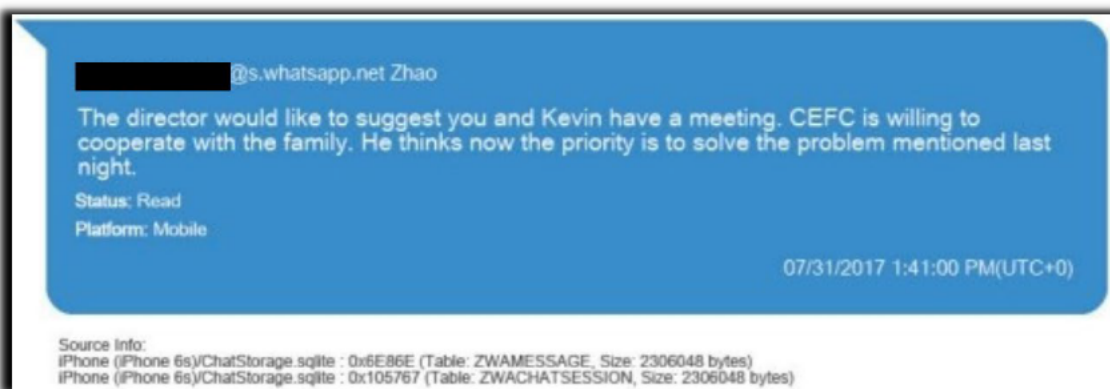 @s.whatsapp.net Zhao
The director would like to suggest you and Kevin have a meeting. CEFC is willing to
cooperate with the family. He thinks now the priority is to solve the problem mentioned last
night.
Status: Read
Platform: Mobile
07/31/2017 1:41:00 PM(UTC+0)
Source Info:
iPhone (iPhone 6s)/ChatStorage.sqlite : 0x6E86E (Table: ZWAMESSAGE, Size: 2306048 bytes)
iPhone (iPhone 6s)/ChatStorage.sqlite : 0x105767 (Table: ZWACHATSESSION, Size: 2306048 bytes)